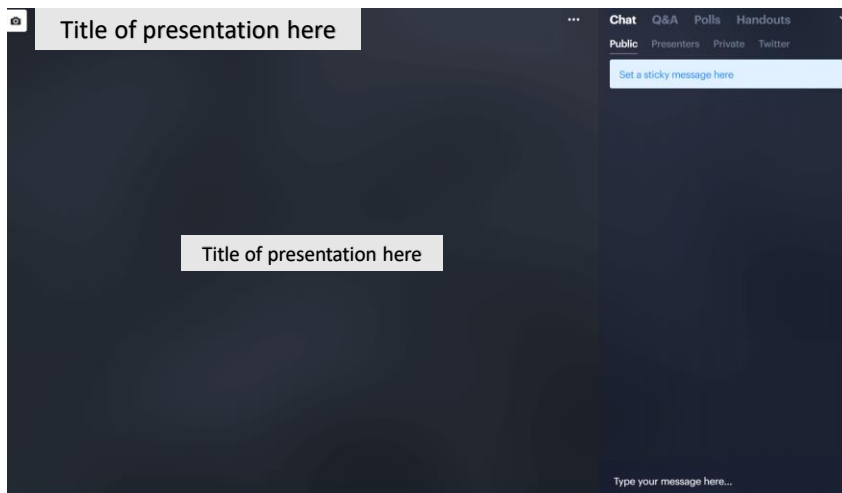 Title of presentation here
Chat Q&A Polls Handouts
Public Presenters Private Twitter
Set a sticky message here
Title of presentation here
Type your message here...